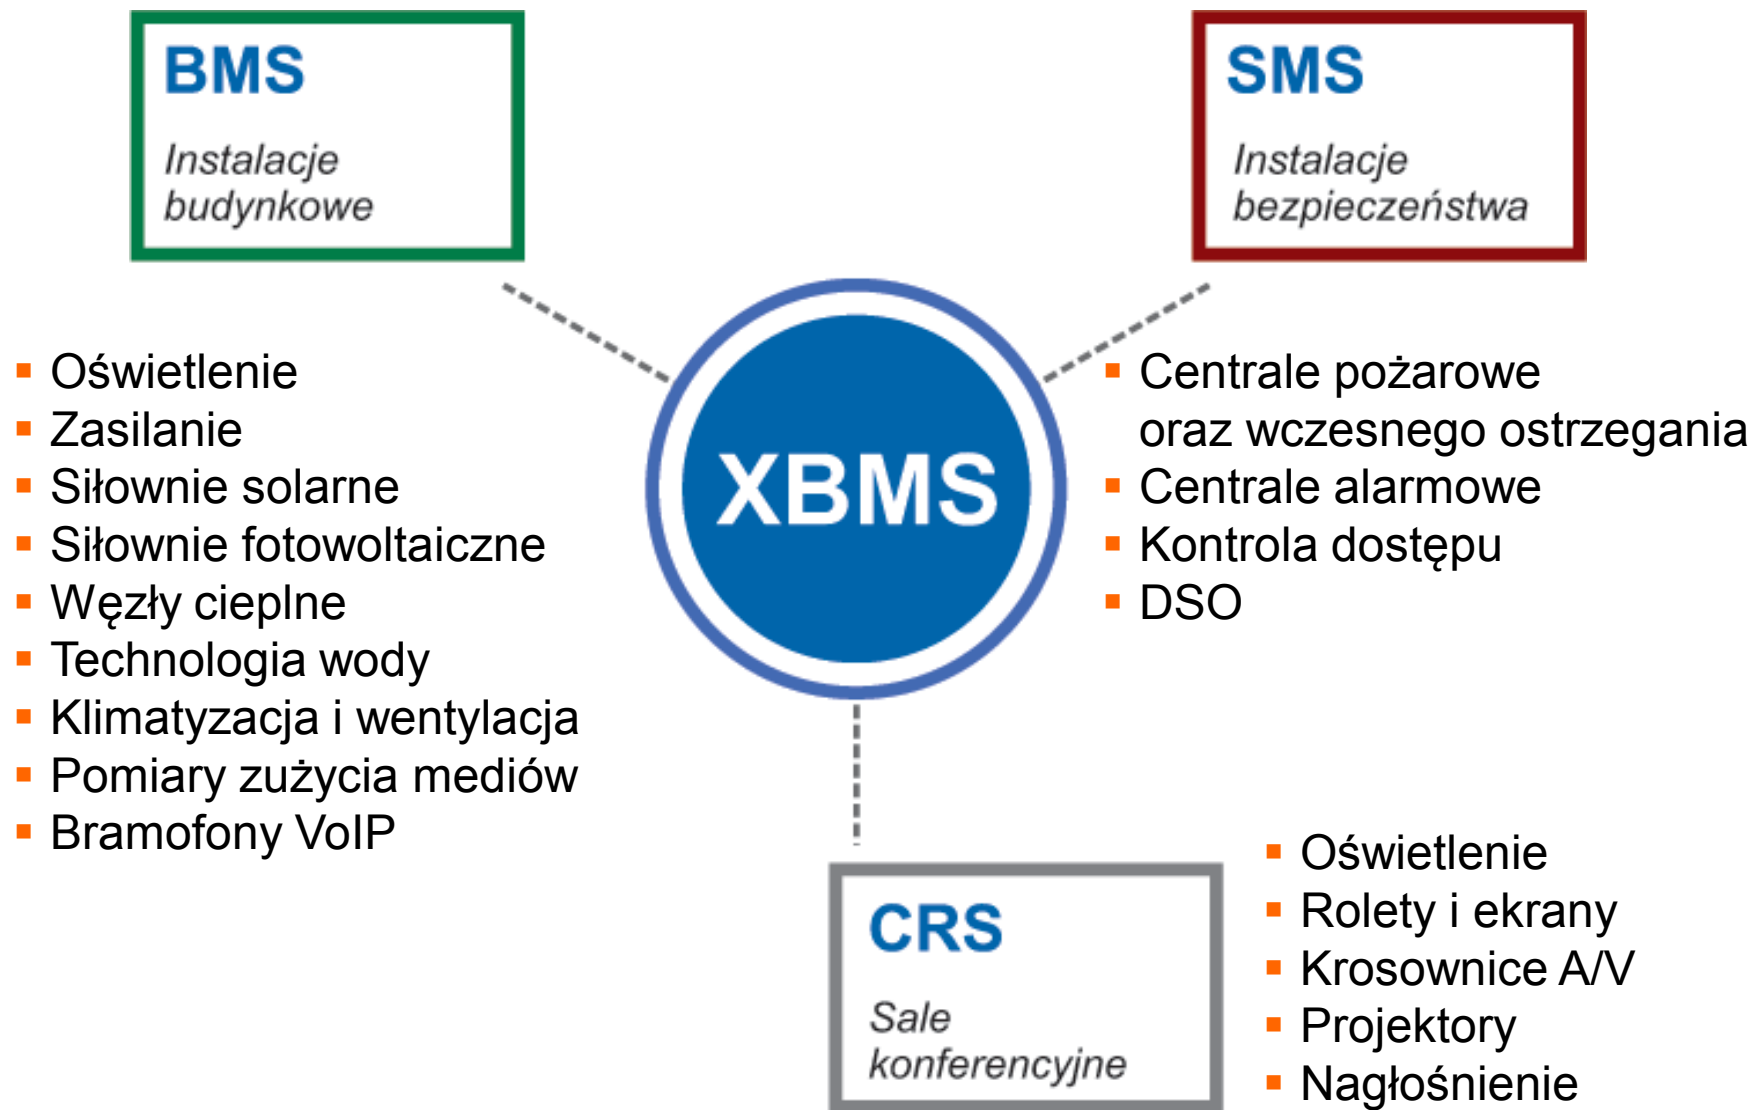 BMS
Instalacje
budynkowe
SMS
Instalacje
bezpieczeństwa
XBMS
▪ Oświetlenie
▪ Zasilanie
▪ Siłownie solarne
▪ Siłownie fotowoltaiczne
▪ Węzły cieplne
▪ Technologia wody
▪ Klimatyzacja i wentylacja
▪ Pomiary zużycia mediów
▪ Bramofony VoIP
▪ Centrale pożarowe
oraz wczesnego ostrzegania
▪ Centrale alarmowe
▪ Kontrola dostępu
▪ DSO
CRS
Sale
konferencyjne
▪ Oświetlenie
▪ Rolety i ekrany
▪ Krosownice A/V
▪ Projektory
▪ Nagłośnienie